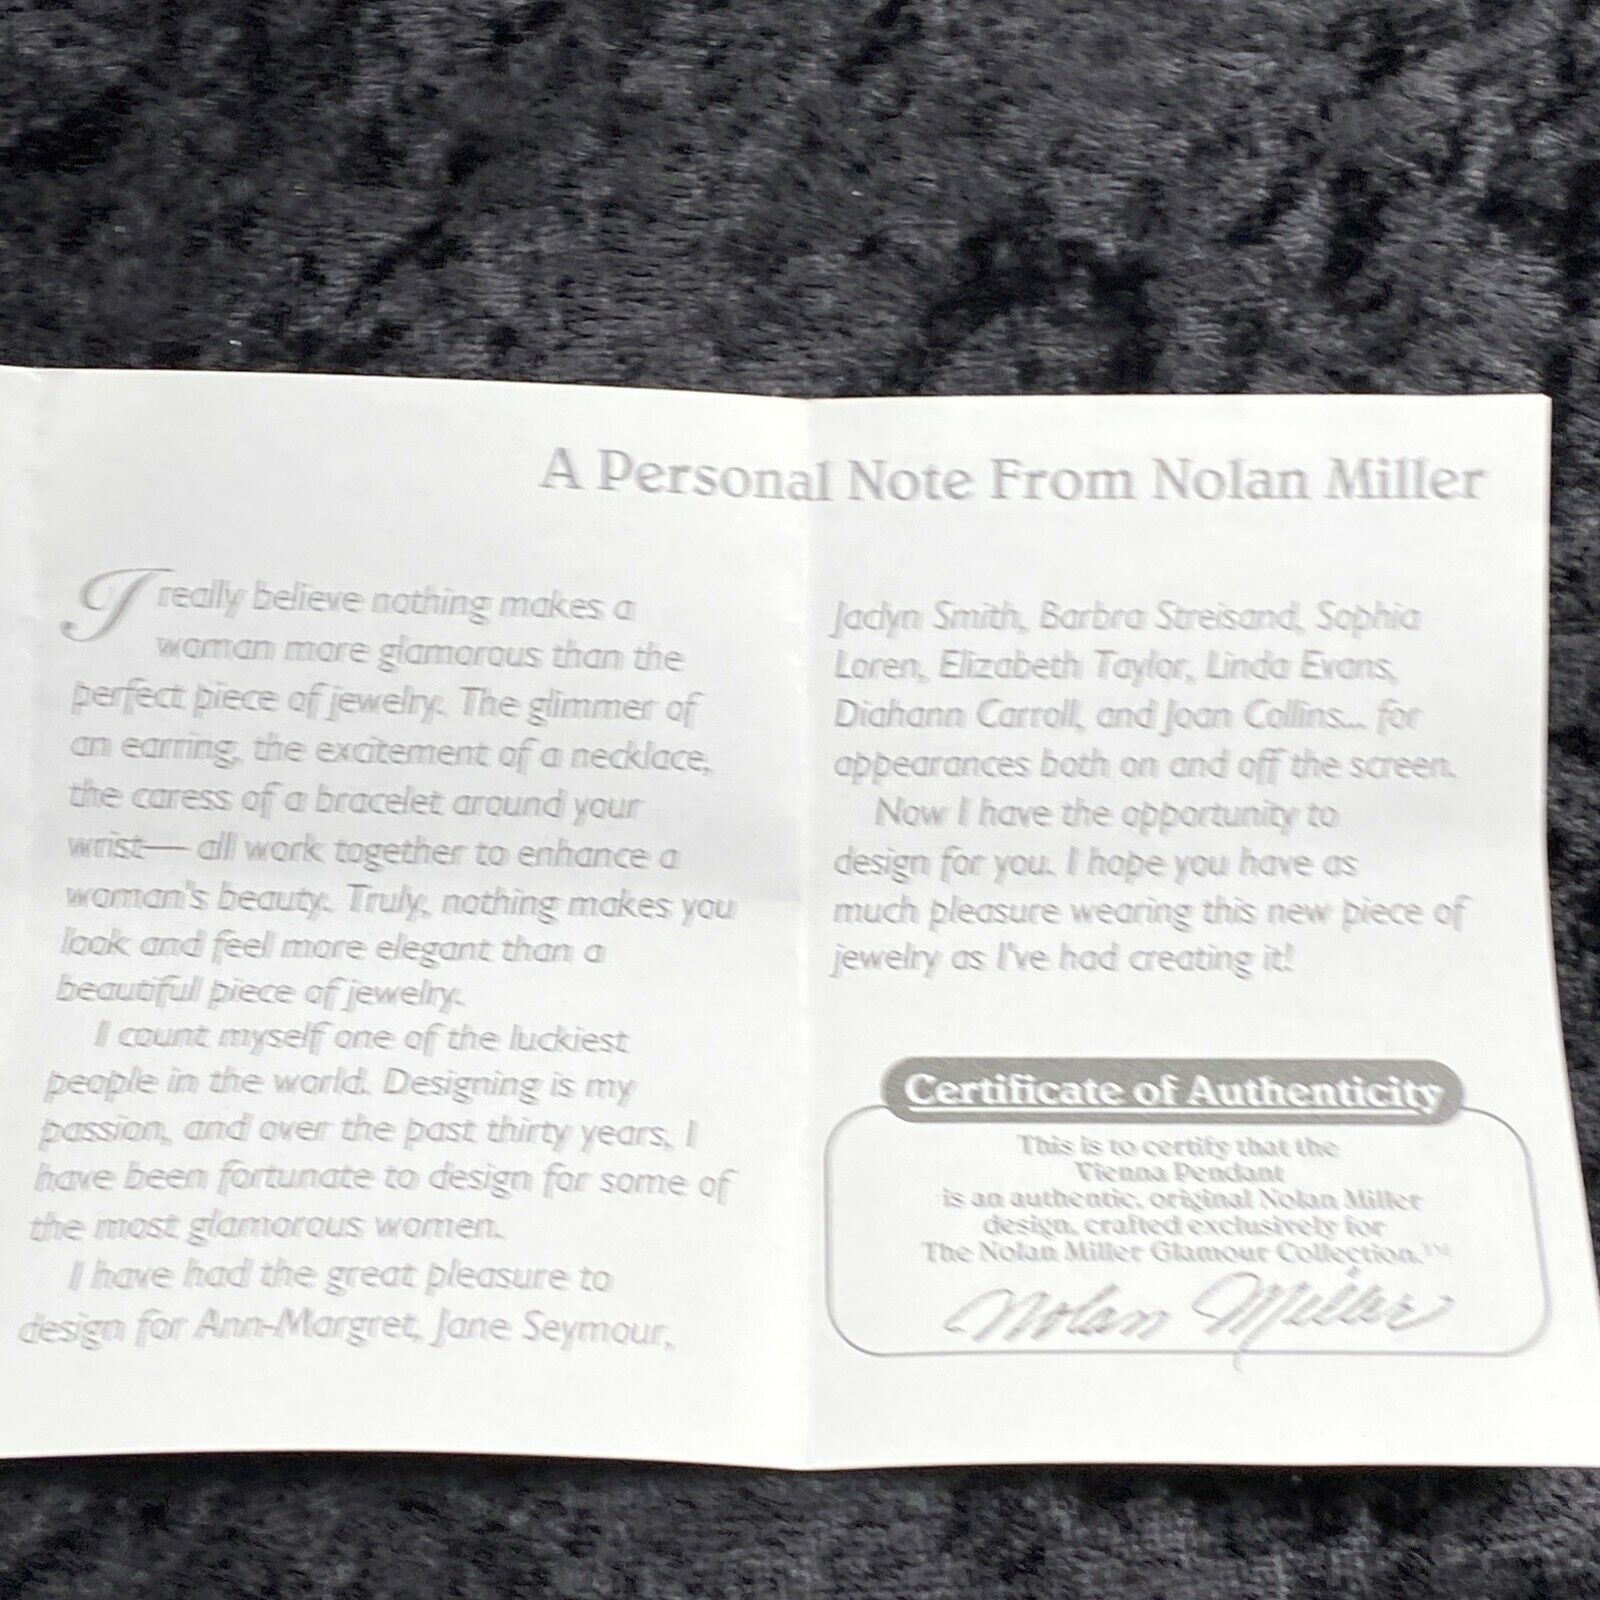 A Personal Note From Nolan Miller
I really believe nothing makes a
woman more glamorous than the
perfect piece of jewelry. The glimmer of
an earring, the excitement of a necklace,
the caress of a bracelet around your
wrist— all work together to enhance a
woman's beauty. Truly, nothing makes you
look and feel more elegant than a
beautiful piece of jewelry.
I count myself one of the luckiest
people in the world. Designing is my
passion, and over the past thirty years, I
have been fortunate to design for some of
the most glamorous women.
I have had the great pleasure to
design for Ann-Margret, Jane Seymour,
Jaclyn Smith, Barbra Streisand, Sophia
Loren, Elizabeth Taylor, Linda Evans,
Diahann Carroll, and Joan Collins... for
appearances both on and off the screen.
Now I have the opportunity to
design for you. I hope you have as
much pleasure wearing this new piece of
jewelry as I've had creating it!
Certificate of Authenticity
This is to certify that the
Vienna Pendant
is an authentic, original Nolan Miller
design, crafted exclusively for
The Nolan Miller Glamour Collection.™
Nolan Miller